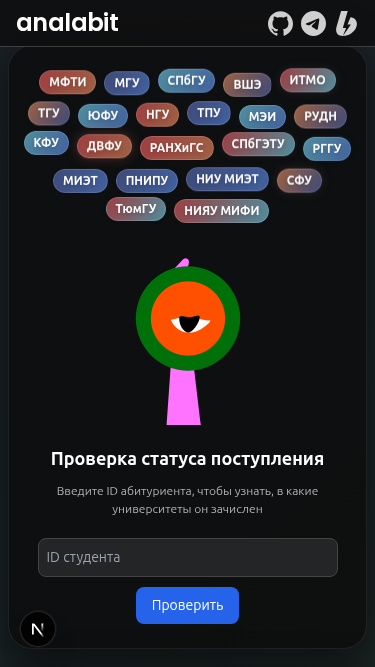 analabit
МФТИ МГУ СПбГУ ВШЭ ИТМО
ТГУ ЮФУ НГУ ТПУ МЭИ РУДН
КФУ ДВФУ РАНХиГС СПбГЭТУ РГГУ
МИЭТ ПНИПУ НИУ МИЭТ СФУ
ТюмГУ НИЯУ МИФИ
Проверка статуса поступления
Введите ID абитуриента, чтобы узнать, в какие
университеты он зачислен
ID студента
Проверить
N